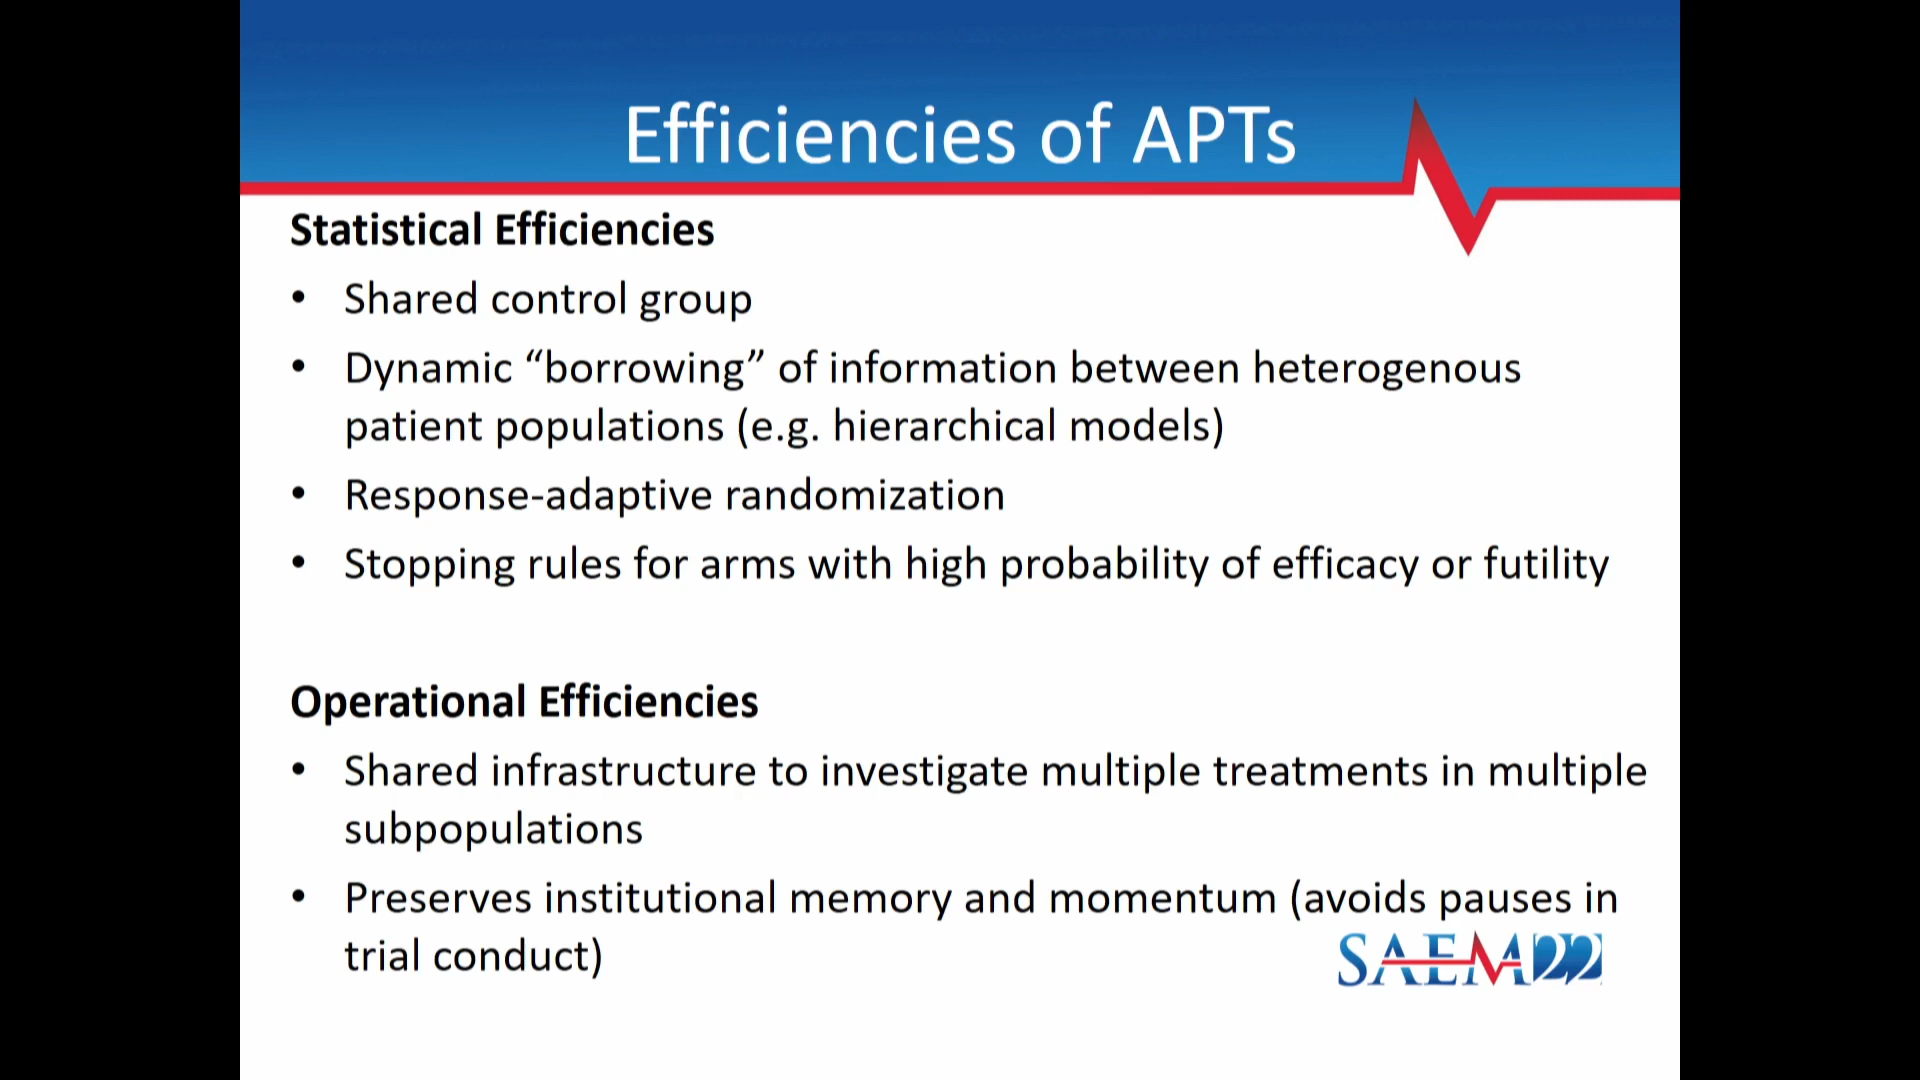 Efficiencies of APTs
Statistical Efficiencies
• Shared control group
• Dynamic “borrowing” of information between heterogenous
patient populations (e.g. hierarchical models)
• Response-adaptive randomization
• Stopping rules for arms with high probability of efficacy or futility
Operational Efficiencies
• Shared infrastructure to investigate multiple treatments in multiple
subpopulations
• Preserves institutional memory and momentum (avoids pauses in
trial conduct)
SAEM22